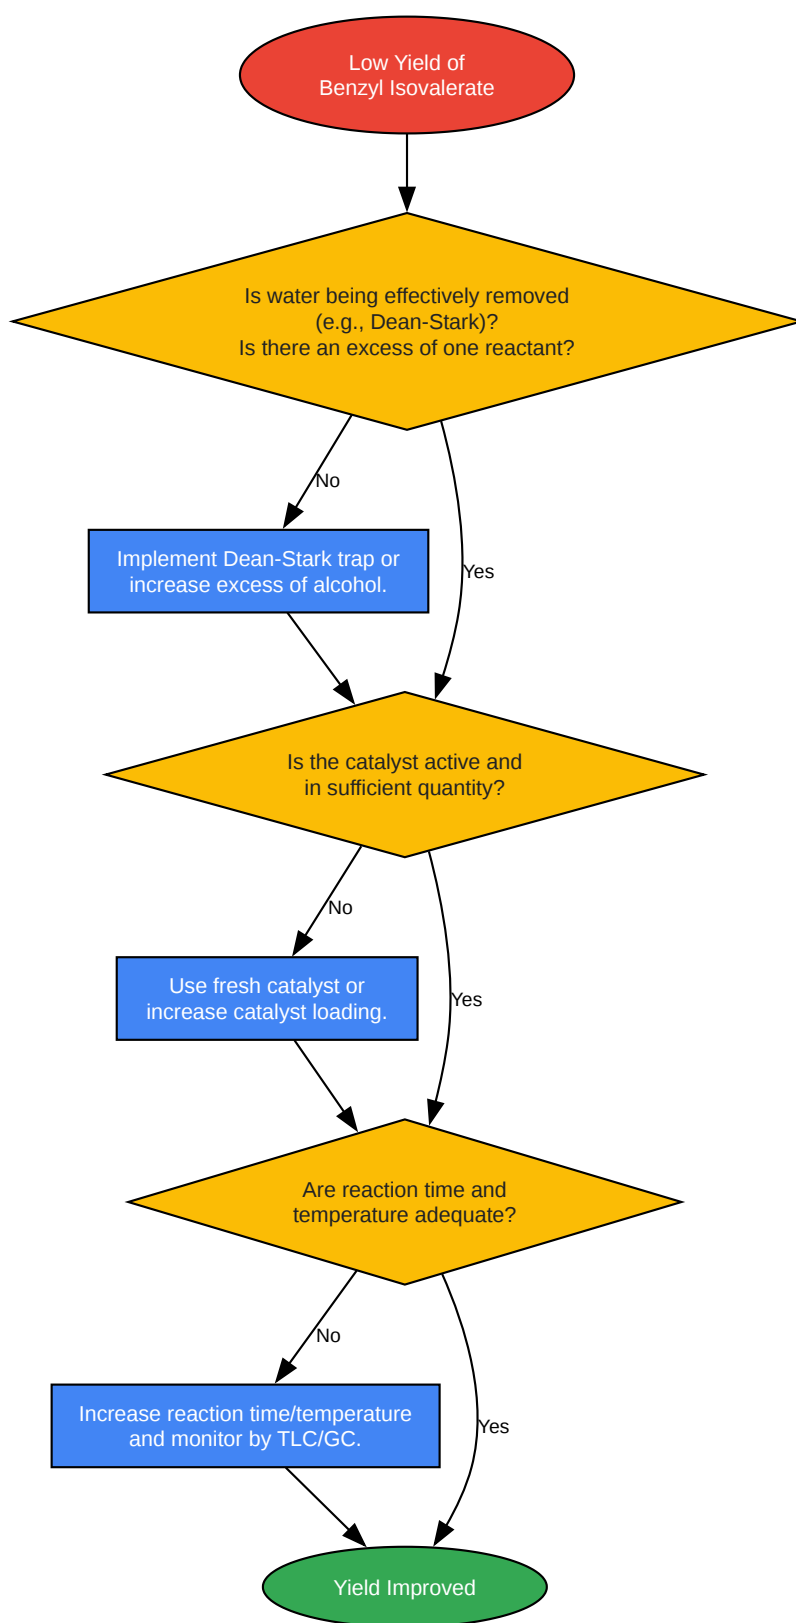 Low Yield of
Benzyl Isovalerate
Is water being effectively removed
(e.g., Dean-Stark)?
Is there an excess of one reactant?
No
Yes
Implement Dean-Stark trap or
increase excess of alcohol.
Is the catalyst active and
in sufficient quantity?
No
Yes
Use fresh catalyst or
increase catalyst loading.
Are reaction time and
temperature adequate?
No
Yes
Increase reaction time/temperature
and monitor by TLC/GC.
Yield Improved